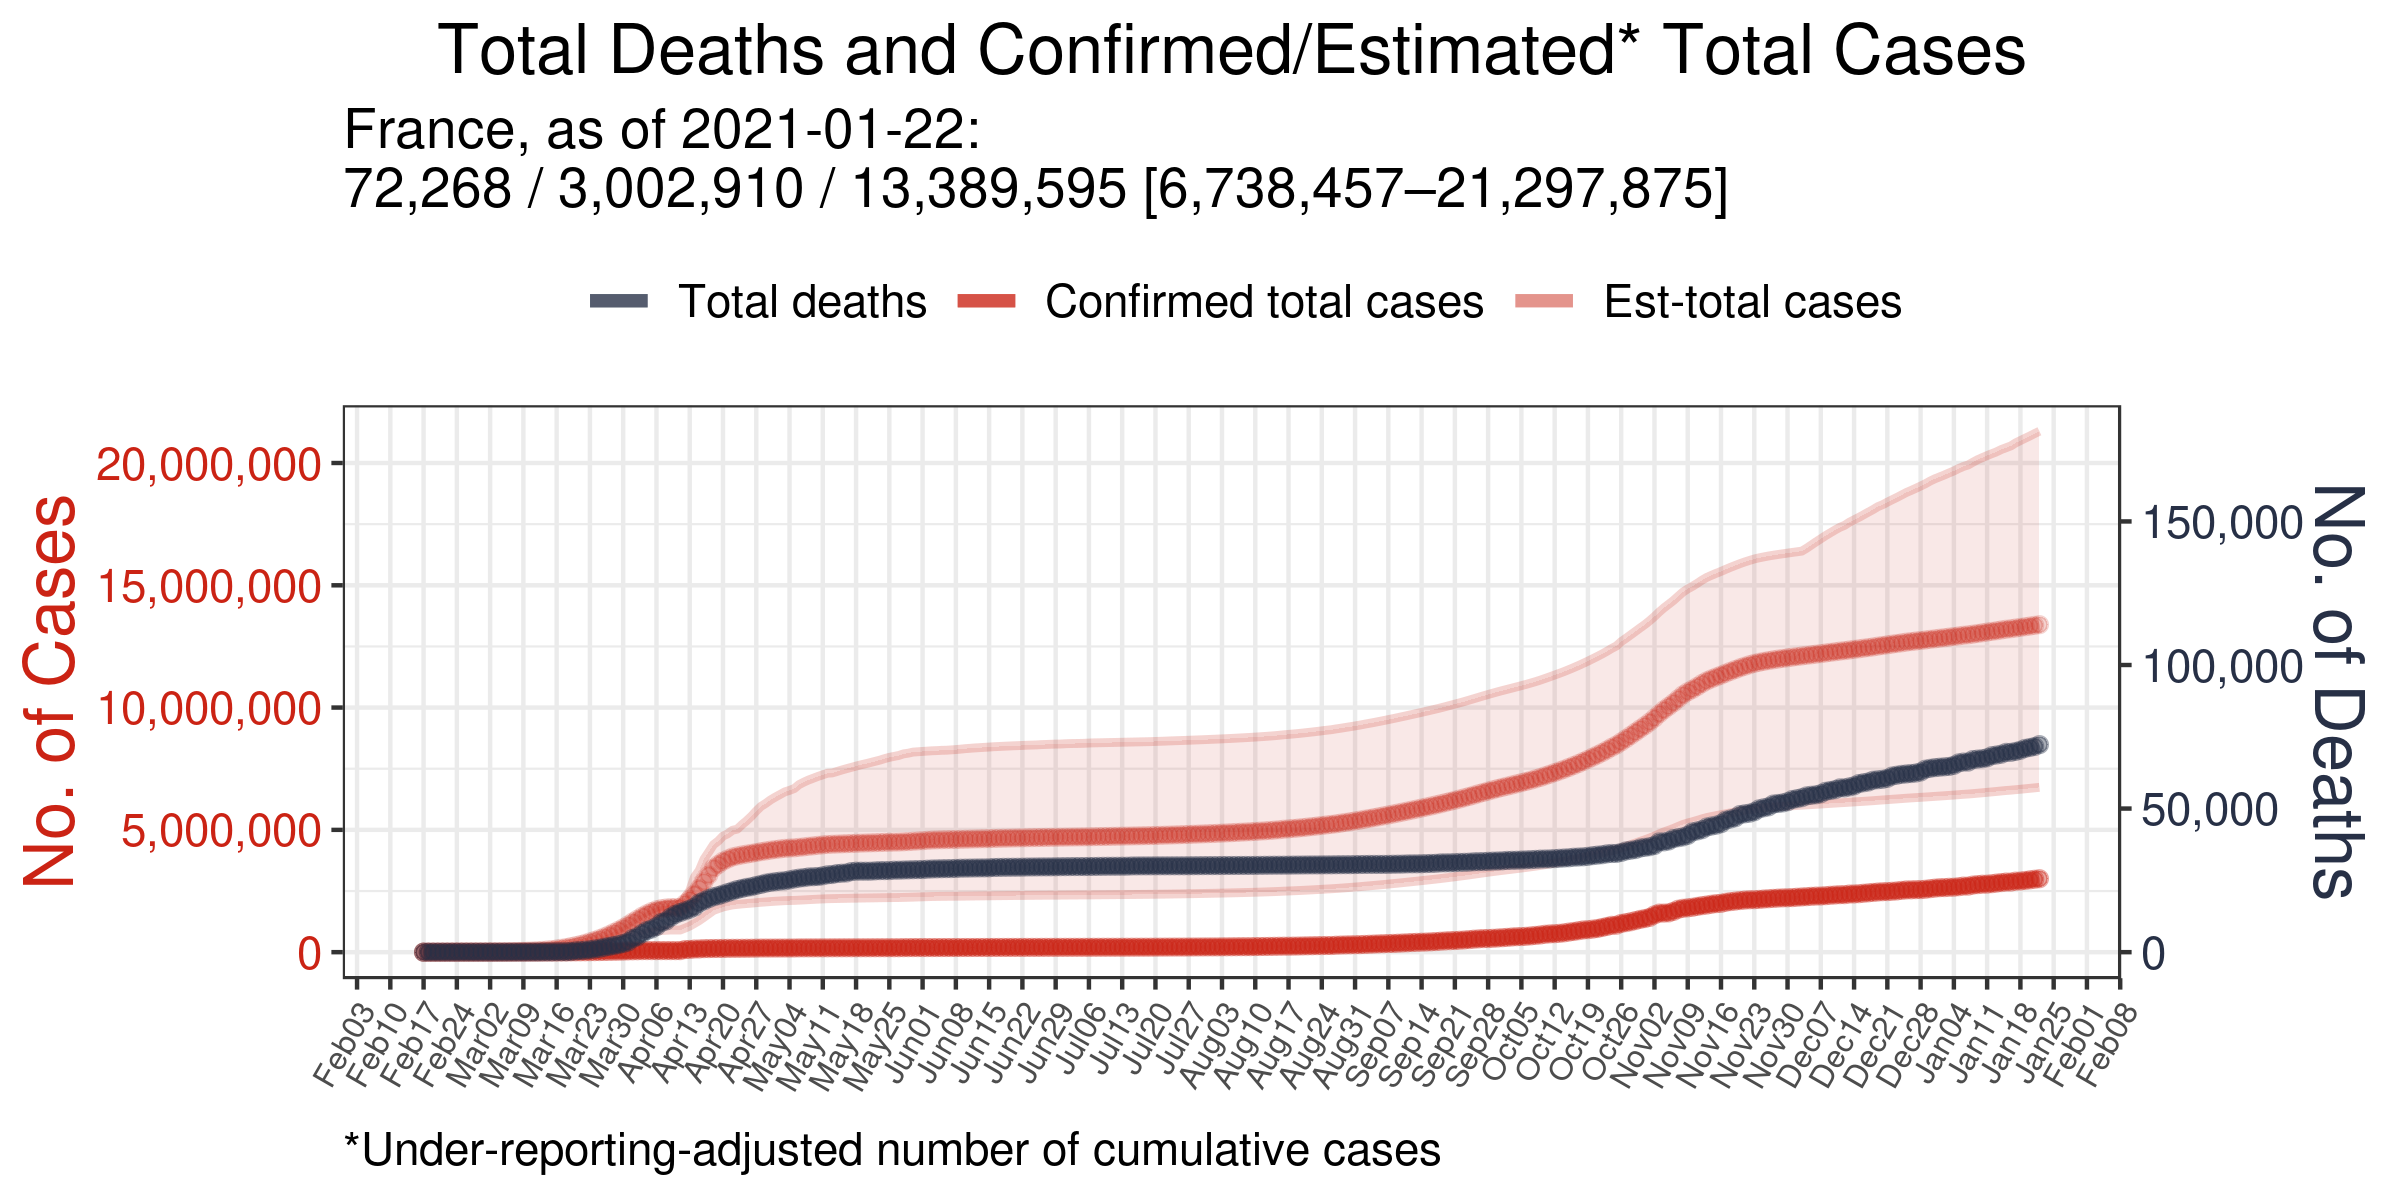 Total Deaths and Confirmed/Estimated* Total Cases
France, as of 2021-01-22:
72,268 / 3,002,910 / 13,389,595 [6,738,457–21,297,875]
Total deaths
Confirmed total cases
Est-total cases
No. of Cases
20,000,000
15,000,000
10,000,000
5,000,000
0
150,000
100,000
50,000
0
No. of Deaths
Feb03
Feb10
Feb17
Feb24
Mar02
Mar09
Mar16
Mar23
Mar30
Apr06
Apr13
Apr20
Apr27
May04
May11
May18
May25
Jun01
Jun08
Jun15
Jun22
Jun29
Jul06
Jul13
Jul20
Jul27
Aug03
Aug10
Aug17
Aug24
Aug31
Sep07
Sep14
Sep21
Sep28
Oct05
Oct12
Oct19
Oct26
Nov02
Nov09
Nov16
Nov23
Nov30
Dec07
Dec14
Dec21
Dec28
Jan04
Jan11
Jan18
Jan25
Feb01
Feb08
*Under-reporting-adjusted number of cumulative cases